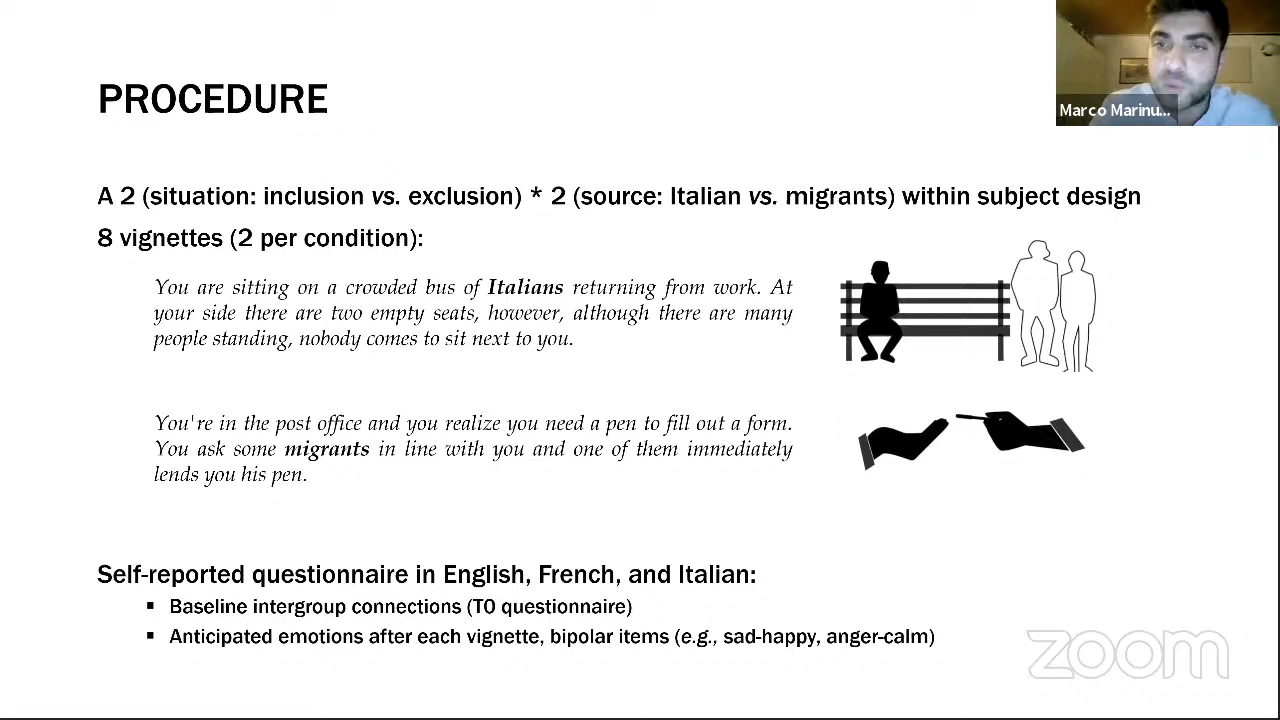 PROCEDURE
Marco Marinu...
A 2 (situation: inclusion vs. exclusion) * 2 (source: Italian vs. migrants) within subject design
8 vignettes (2 per condition):
You are sitting on a crowded bus of Italians returning from work. At
your side there are two empty seats, however, although there are many
people standing, nobody comes to sit next to you.
You're in the post office and you realize you need a pen to fill out a form.
You ask some migrants in line with you and one of them immediately
lends you his pen.
Self-reported questionnaire in English, French, and Italian:
▪ Baseline intergroup connections (T0 questionnaire)
▪ Anticipated emotions after each vignette, bipolar items (e.g., sad-happy, anger-calm)
zoom